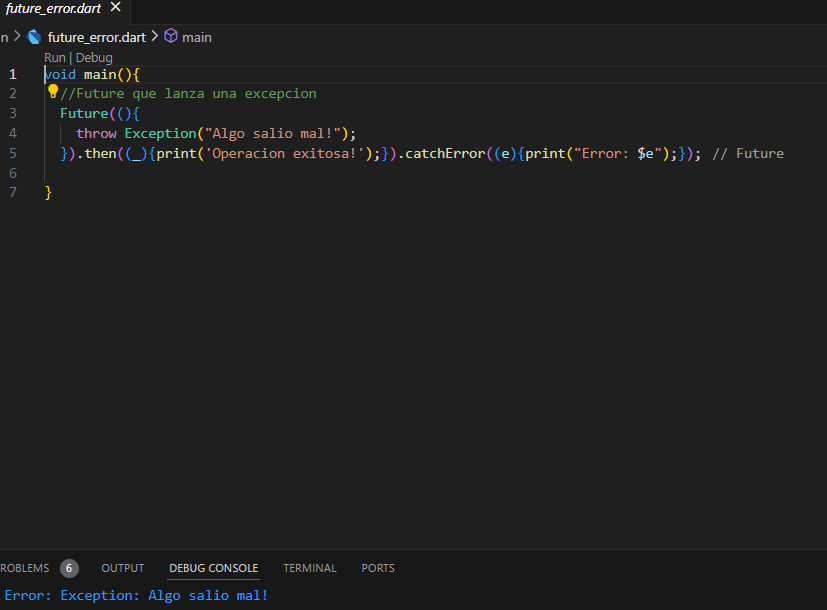 future_error.dart ×
n > future_error.dart > main
Run | Debug
1 void main(){
2 //Future que lanza una excepcion
3 Future((){
4 throw Exception("Algo salio mal!");
5 }).then((_){print('Operacion exitosa!');}).catchError((e){print("Error: $e");}); // Future
6
7 }
ROBLEMS 6 OUTPUT DEBUG CONSOLE TERMINAL PORTS
Error: Exception: Algo salio mal!